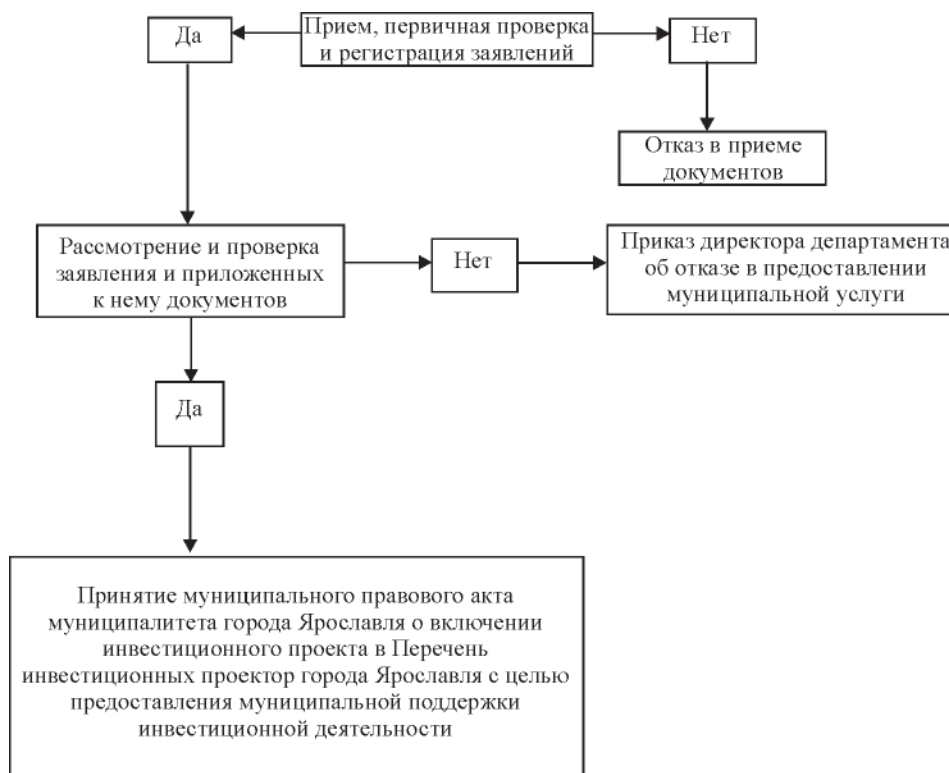 Да
Прием, первичная проверка
и регистрация заявлений
Нет
Отказ в приеме
документов
Рассмотрение и проверка
заявления и приложенных
к нему документов
Нет
Приказ директора департамента
об отказе в предоставлении
муниципальной услуги
Да
Принятие муниципального правового акта
муниципалитета города Ярославля о включении
инвестиционного проекта в Перечень
инвестиционных проектор города Ярославля с целью
предоставления муниципальной поддержки
инвестиционной деятельности